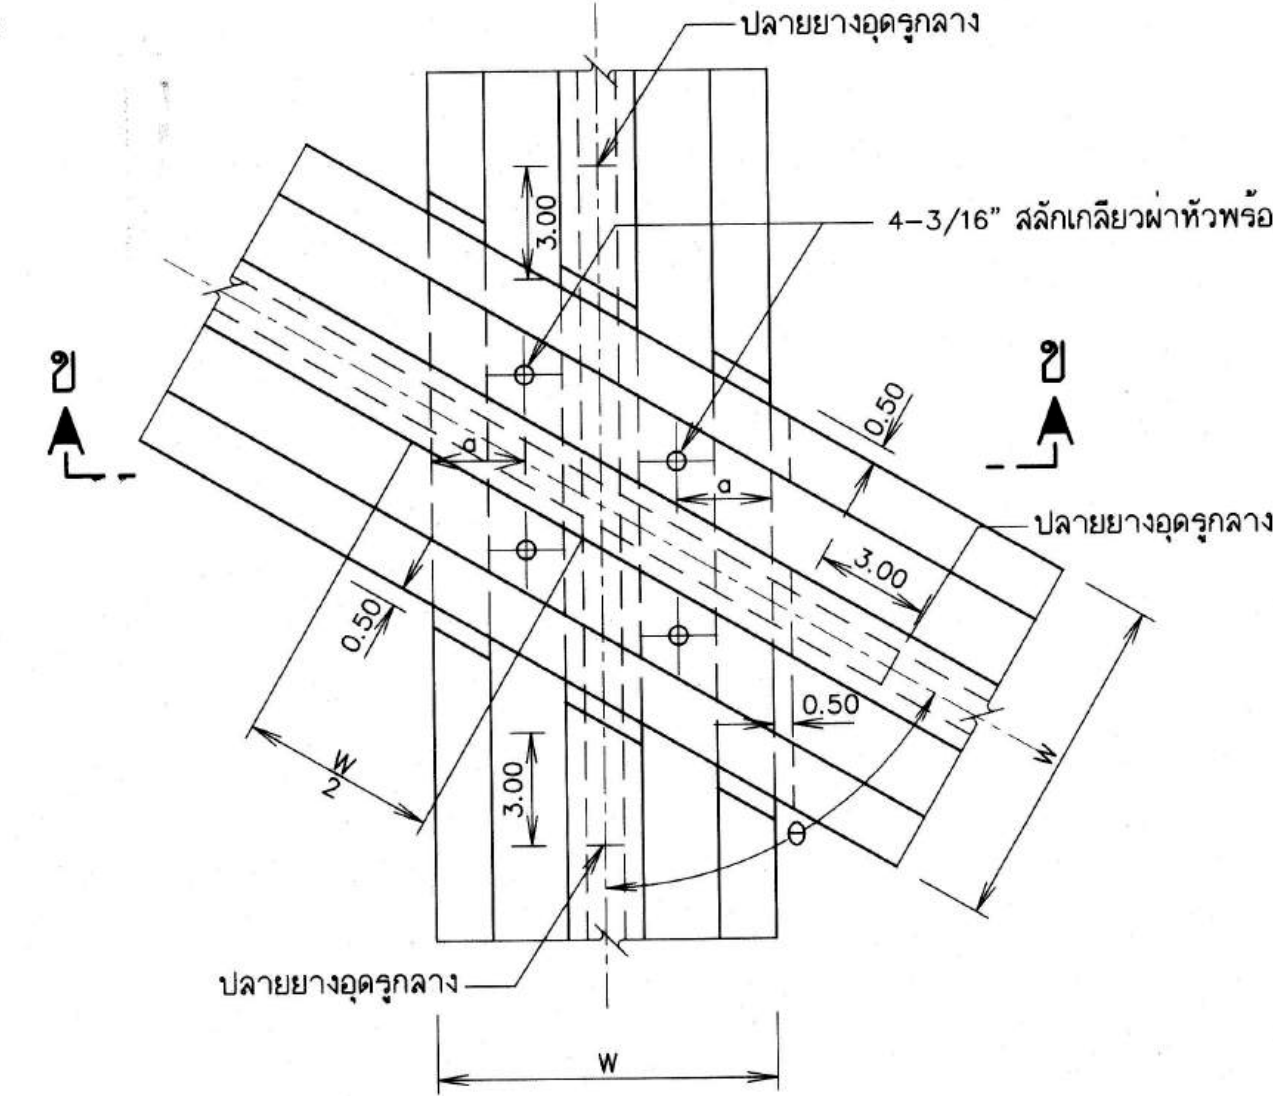 ปลายยางอุดรูกลาง
3.00
4-3/16" สลักเกลียวผ่าหัวพร้อ
ข
ข
0.50
a
a
ปลายยางอุดรูกลาง
3.00
0.50
0.50
W
W
2
3.00
θ
ปลายยางอุดรูกลาง
W